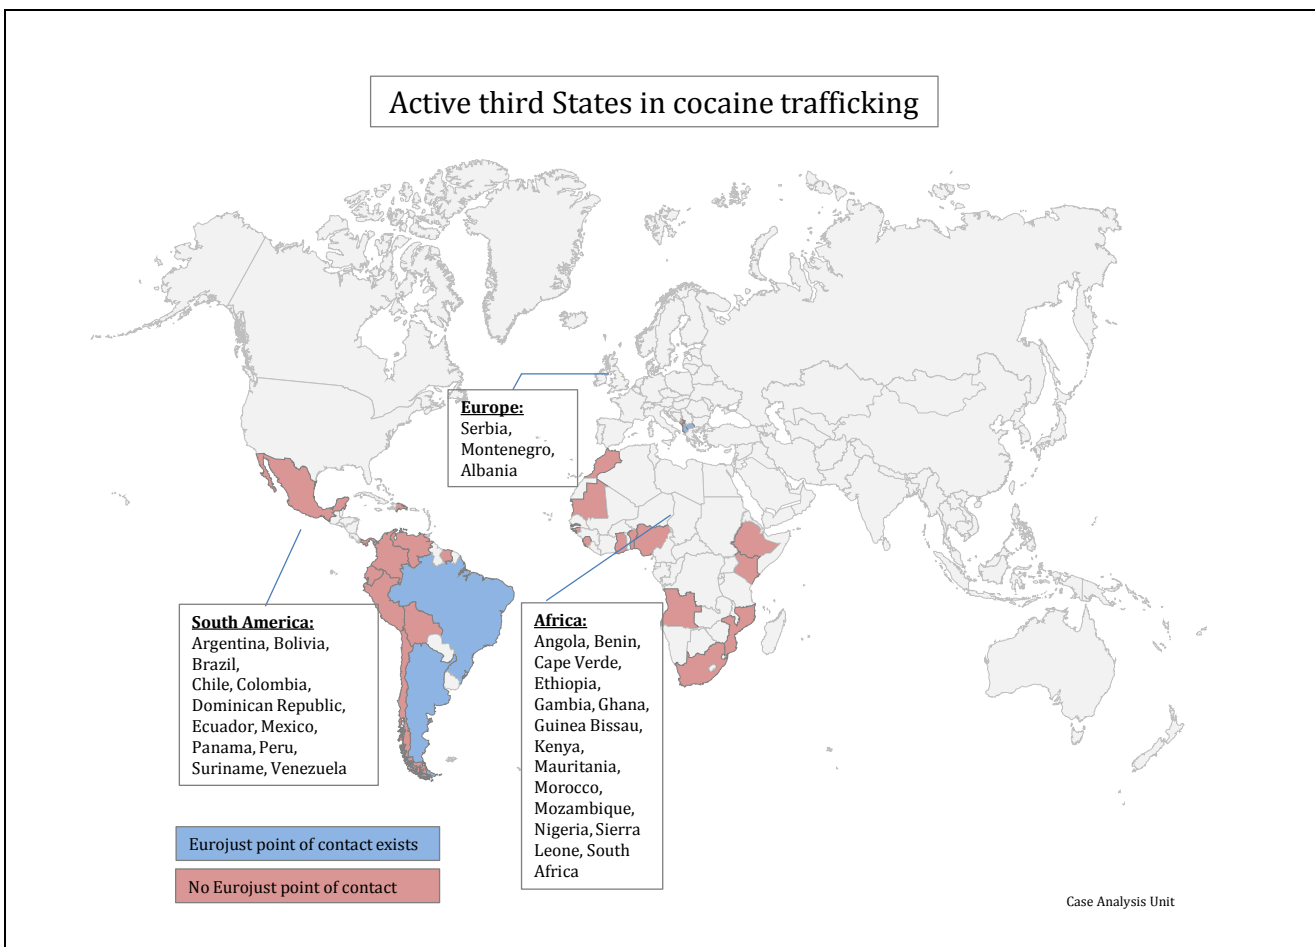 Active third States in cocaine trafficking
Europe:
Serbia,
Montenegro,
Albania
South America:
Argentina, Bolivia,
Brazil,
Chile, Colombia,
Dominican Republic,
Ecuador, Mexico,
Panama, Peru,
Suriname, Venezuela
Africa:
Angola, Benin,
Cape Verde,
Ethiopia,
Gambia, Ghana,
Guinea Bissau,
Kenya,
Mauritania,
Morocco,
Mozambique,
Nigeria, Sierra
Leone, South
Africa
Eurojust point of contact exists
No Eurojust point of contact
Case Analysis Unit